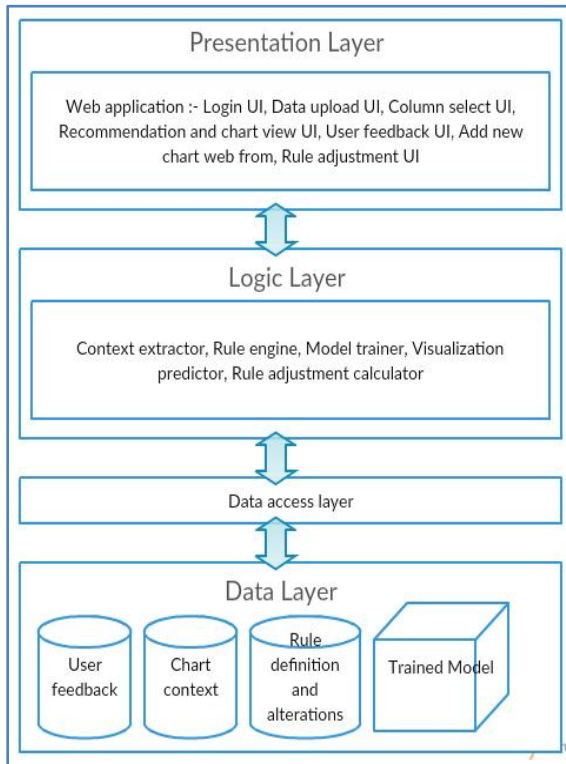 Presentation Layer
Web application :- Login UI, Data upload UI, Column select UI,
Recommendation and chart view UI, User feedback UI, Add new
chart web from, Rule adjustment UI
Logic Layer
Context extractor, Rule engine, Model trainer, Visualization
predictor, Rule adjustment calculator
Data access layer
Data Layer
User
feedback
Chart
context
Rule
definition
and
alterations
Trained Model